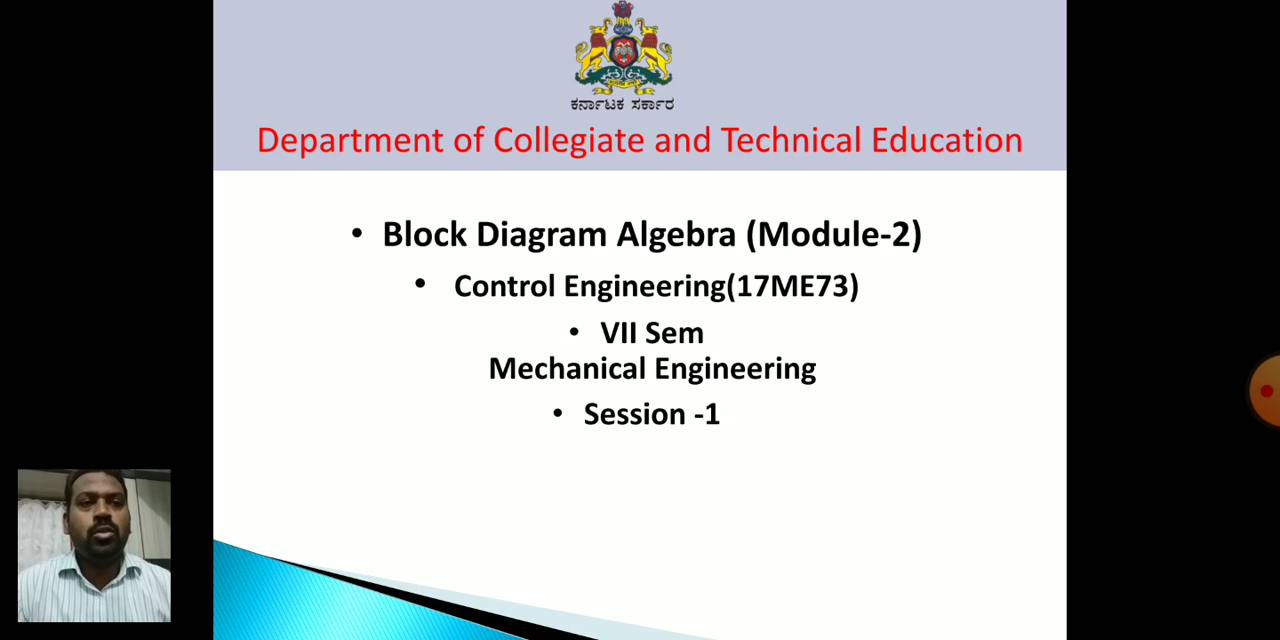 ಕರ್ನಾಟಕ ಸರ್ಕಾರ
Department of Collegiate and Technical Education
• Block Diagram Algebra (Module-2)
• Control Engineering(17ME73)
• VII Sem
Mechanical Engineering
• Session -1